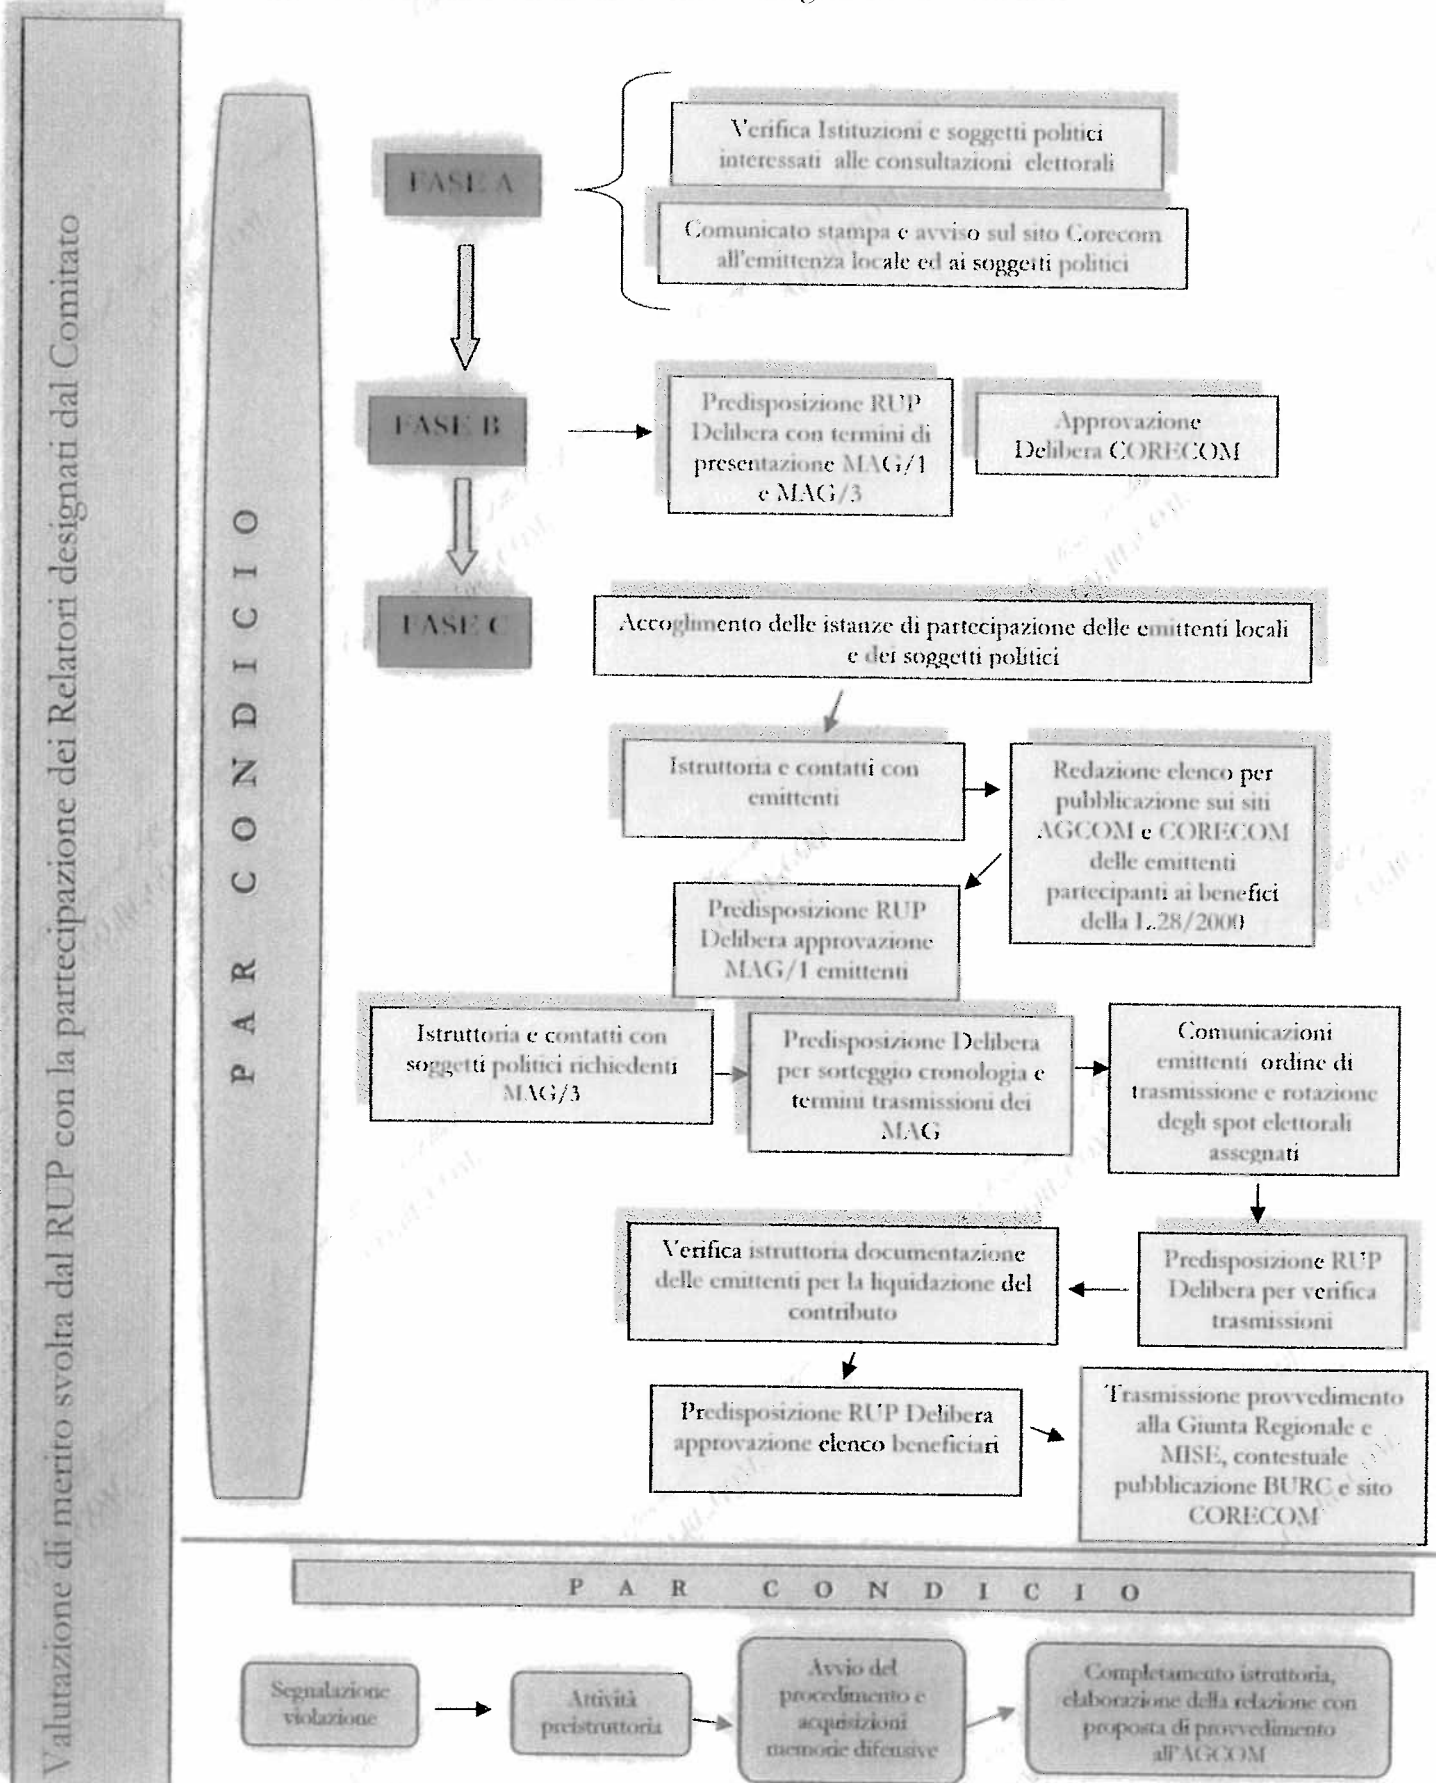 Valutazione di merito svolta dal RUP con la partecipazione dei Relatori designati dal Comitato
PAR CONDICIO
FASE A
Verifica Istituzioni e soggetti politici
interessati alle consultazioni elettorali
Comunicato stampa e avviso sul sito Corecom
all'emittenza locale ed ai soggetti politici
FASE B
Predisposizione RUP
Delibera con termini di
presentazione MAG/1
e MAG/3
Approvazione
Delibera CORECOM
FASE C
Accoglimento delle istanze di partecipazione delle emittenti locali
e dei soggetti politici
Istruttoria e contatti con
emittenti
Redazione elenco per
pubblicazione sui siti
AGCOM e CORECOM
delle emittenti
partecipanti ai benefici
della L.28/2000
Predisposizione RUP
Delibera approvazione
MAG/1 emittenti
Istruttoria e contatti con
soggetti politici richiedenti
MAG/3
Predisposizione Delibera
per sorteggio cronologia e
termini trasmissioni dei
MAG
Comunicazioni
emittenti ordine di
trasmissione e rotazione
degli spot elettorali
assegnati
Verifica istruttoria documentazione
delle emittenti per la liquidazione del
contributo
Predisposizione RUP
Delibera per verifica
trasmissioni
Predisposizione RUP Delibera
approvazione elenco beneficiari
Trasmissione provvedimento
alla Giunta Regionale e
MISE, contestuale
pubblicazione BURC e sito
CORECOM
PAR CONDICIO
Segnalazione
violazione
Attività
preistruttoria
Avvio del
procedimento e
acquisizioni
memorie difensive
Completamento istruttoria,
elaborazione della relazione con
proposta di provvedimento
all'AGCOM